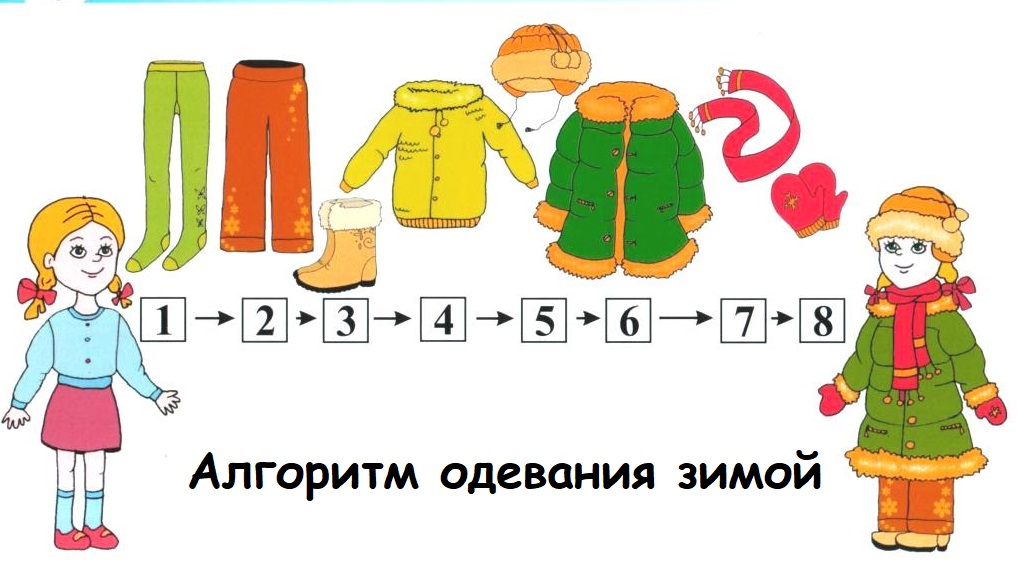 1 → 2 → 3 → 4 → 5 → 6 → 7 → 8
Алгоритм одевания зимой